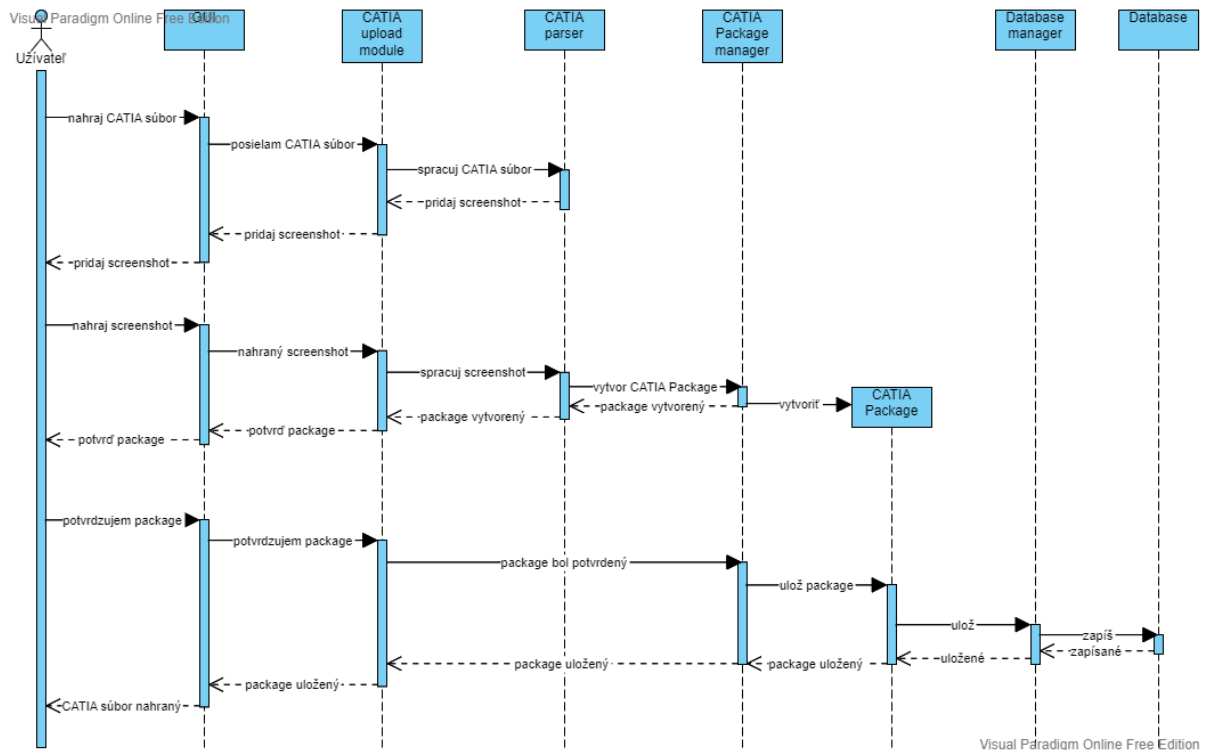 Visual Paradigm Online Free Edition
Užívateľ
GUI
CATIA
upload
module
CATIA
parser
CATIA
Package
manager
Database
manager
Database
nahraj CATIA súbor
posielam CATIA súbor
spracuj CATIA súbor
pridaj screenshot
pridaj screenshot
pridaj screenshot
nahraj screenshot
nahraný screenshot
spracuj screenshot
vytvor CATIA Package
vytvoriť
CATIA
Package
package vytvorený
package vytvorený
potvrď package
potvrď package
potvrdzujem package
potvrdzujem package
package bol potvrdený
ulož package
ulož
zapíš
zapísané
uložené
package uložený
package uložený
package uložený
CATIA súbor nahraný
Visual Paradigm Online Free Edition